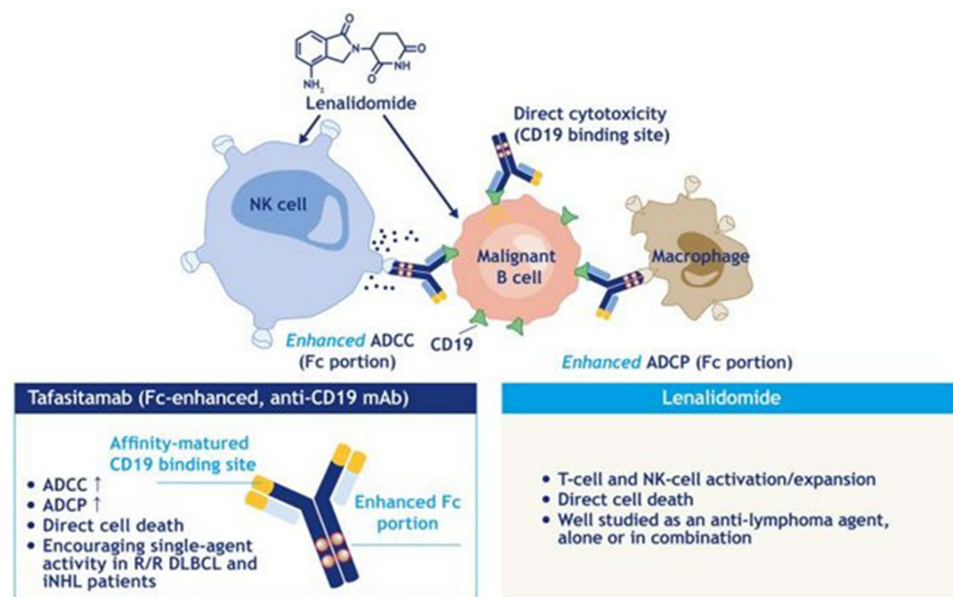 O
N
O
NH
O
NH2
Lenalidomide
Direct cytotoxicity
(CD19 binding site)
NK cell
Malignant
B cell
Macrophage
Enhanced ADCC
(Fc portion)
CD19
Enhanced ADCP (Fc portion)
Tafasitamab (Fc-enhanced, anti-CD19 mAb)
Affinity-matured
CD19 binding site
• ADCC ↑
• ADCP ↑
• Direct cell death
• Encouraging single-agent
activity in R/R DLBCL and
iNHL patients
Enhanced Fc
portion
Lenalidomide
• T-cell and NK-cell activation/expansion
• Direct cell death
• Well studied as an anti-lymphoma agent,
alone or in combination